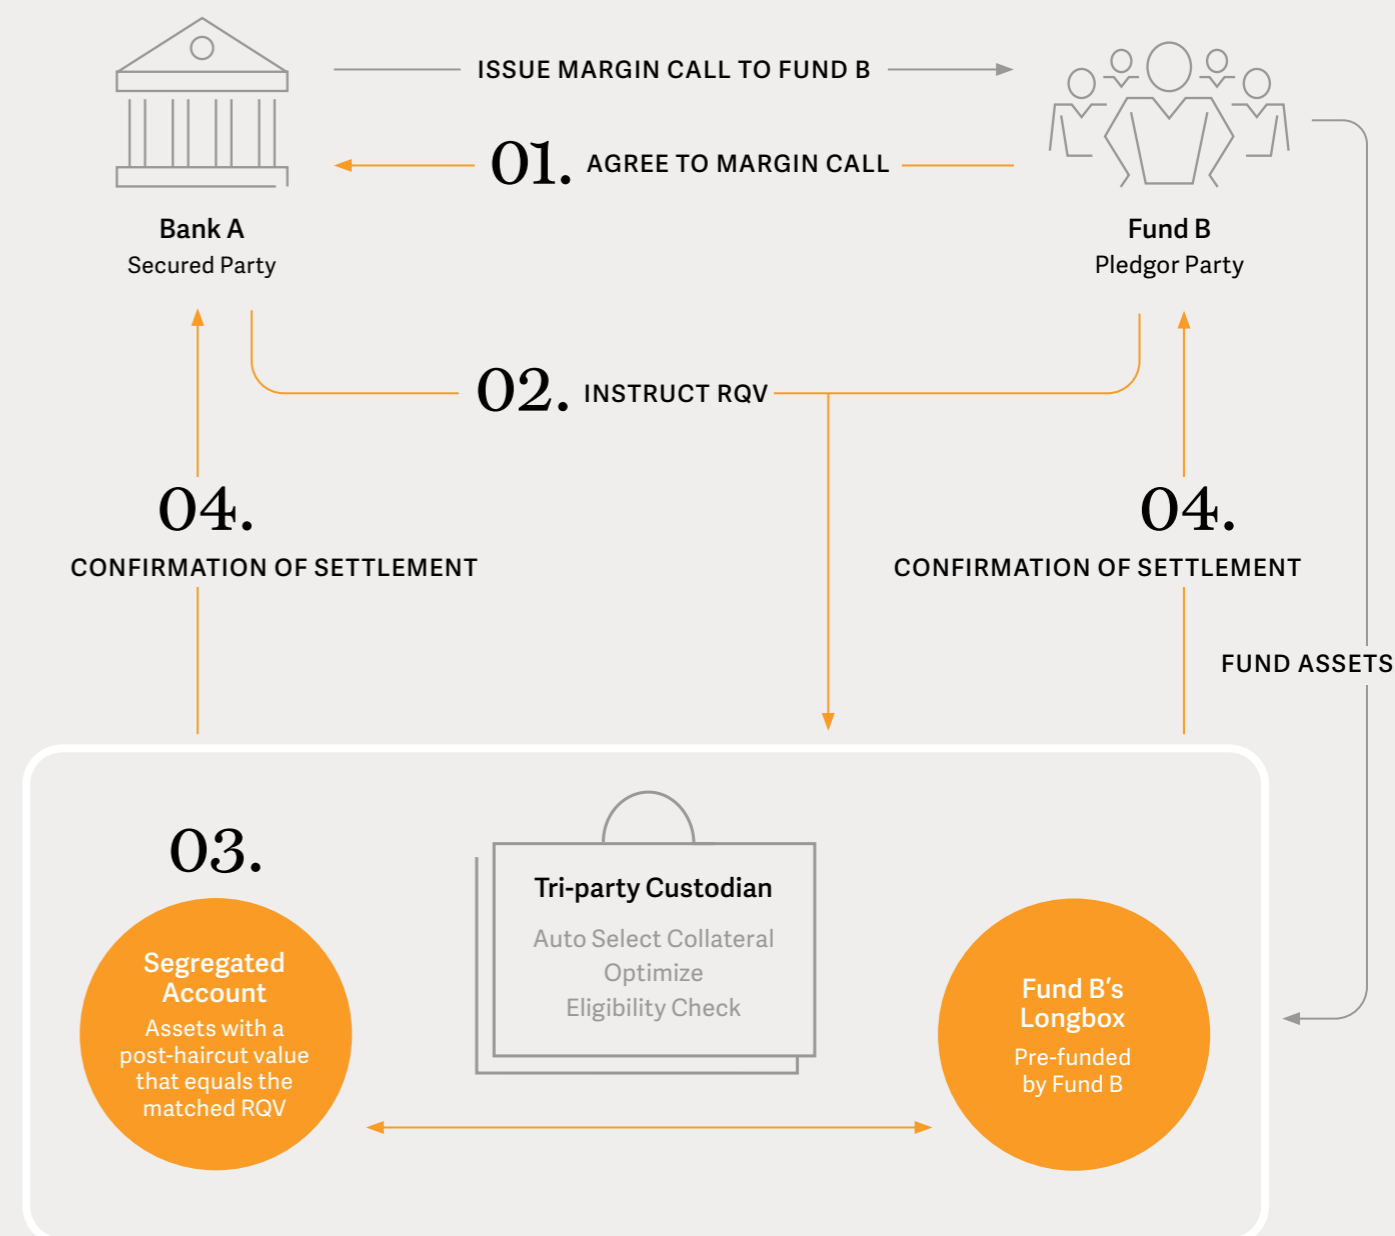 ISSUE MARGIN CALL TO FUND B
01. AGREE TO MARGIN CALL
Bank A
Secured Party
Fund B
Pledgor Party
02. INSTRUCT RQV
04.
CONFIRMATION OF SETTLEMENT
04.
CONFIRMATION OF SETTLEMENT
FUND ASSETS
03.
Segregated
Account
Assets with a
post-haircut value
that equals the
matched RQV
Tri-party Custodian
Auto Select Collateral
Optimize
Eligibility Check
Fund B’s
Longbox
Pre-funded
by Fund B